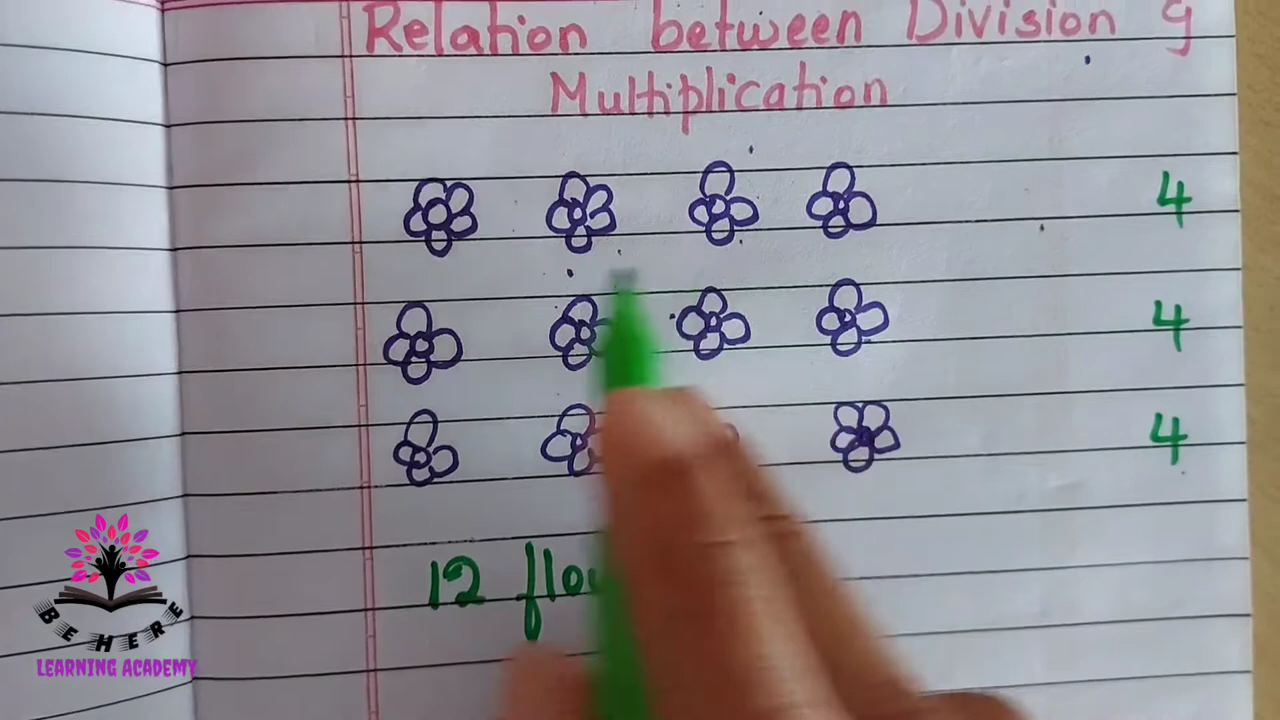 Relation between Division &
Multiplication
4
4
4
12
BE HERE
LEARNING ACADEMY